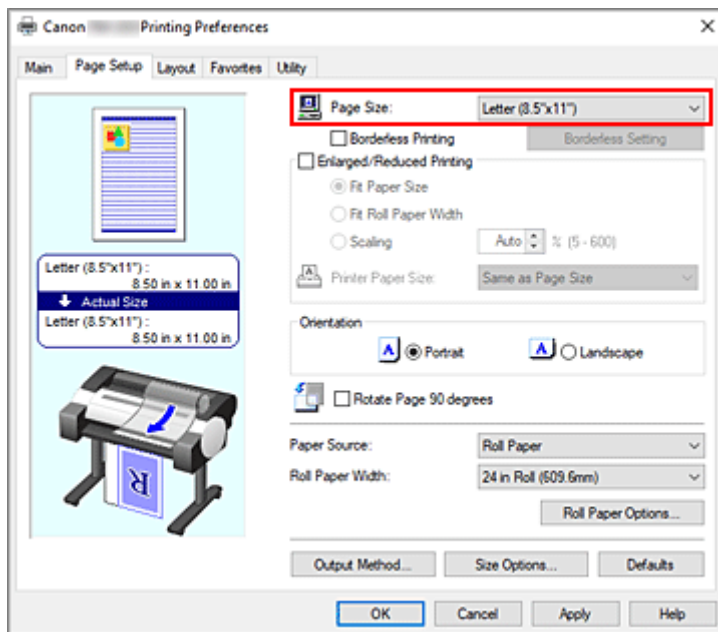 Canon Printing Preferences
Main Page Setup Layout Favorites Utility
Page Size: Letter (8.5"x11")
Borderless Printing Borderless Setting
Enlarged/Reduced Printing
Fit Paper Size
Fit Roll Paper Width
Scaling Auto % (5 - 600)
Printer Paper Size: Same as Page Size
Letter (8.5"x11") :
8.50 in x 11.00 in
Actual Size
Letter (8.5"x11") :
8.50 in x 11.00 in
Orientation
A Portrait A Landscape
Rotate Page 90 degrees
Paper Source: Roll Paper
Roll Paper Width: 24 in Roll (609.6mm)
Roll Paper Options...
R
Output Method... Size Options... Defaults
OK Cancel Apply Help